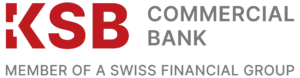 KSB COMMERCIAL
BANK
MEMBER OF A SWISS FINANCIAL GROUP